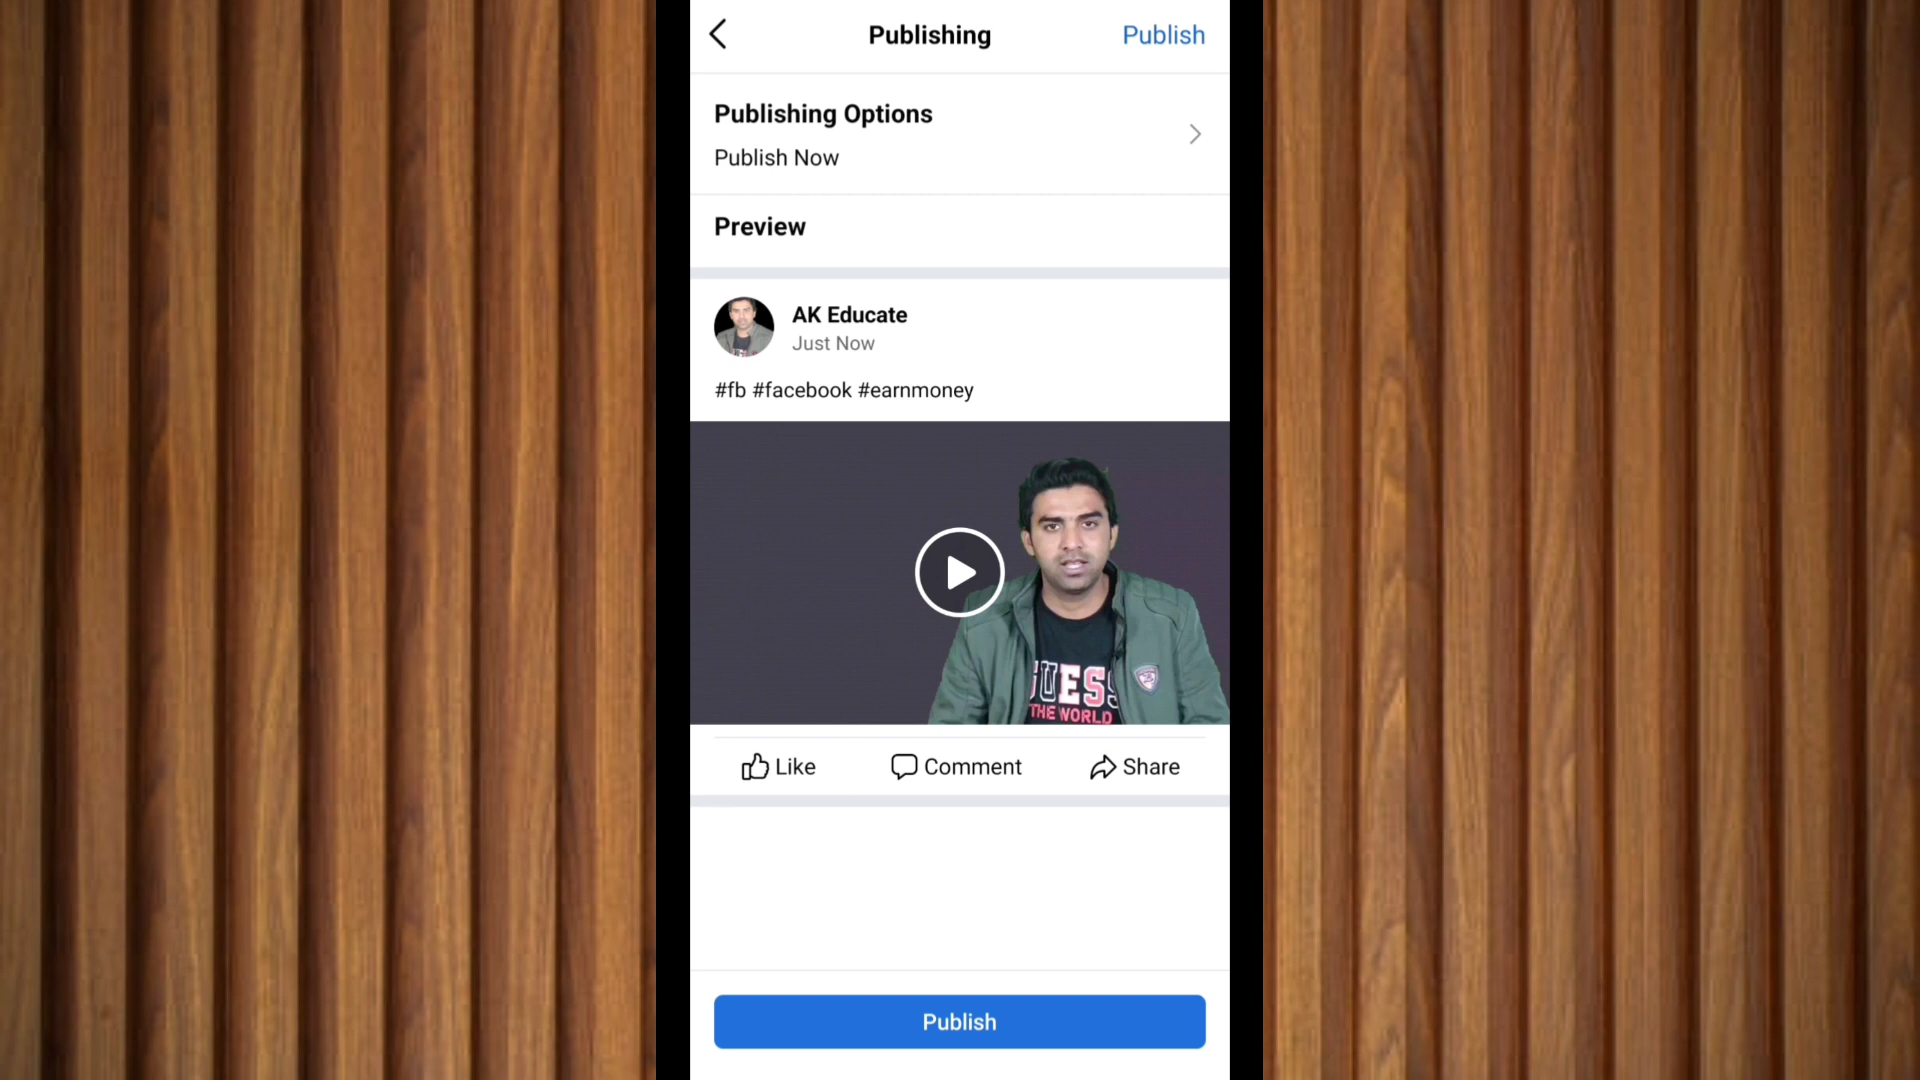 Publishing
Publish
Publishing Options
Publish Now
Preview
AK Educate
Just Now
#fb #facebook #earnmoney
THE WORLD
Like
Comment
Share
Publish